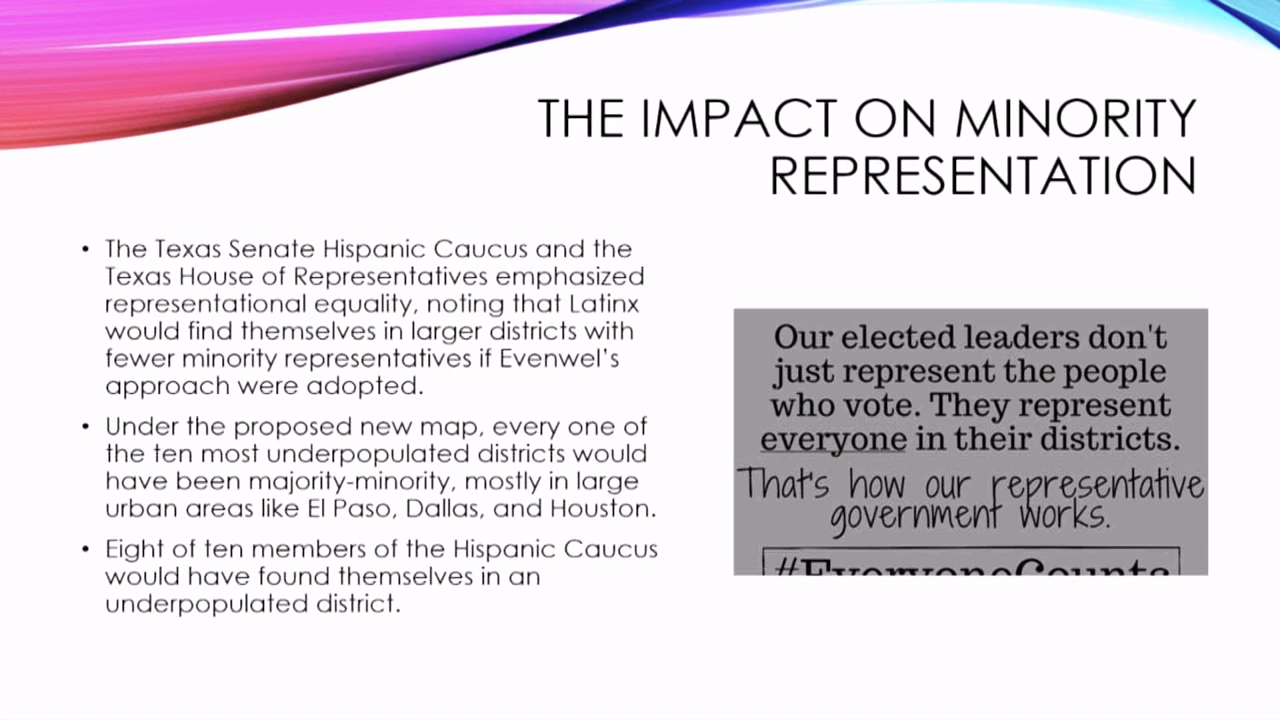 THE IMPACT ON MINORITY
REPRESENTATION
• The Texas Senate Hispanic Caucus and the
Texas House of Representatives emphasized
representational equality, noting that Latinx
would find themselves in larger districts with
fewer minority representatives if Evenwel's
approach were adopted.
• Under the proposed new map, every one of
the ten most underpopulated districts would
have been majority-minority, mostly in large
urban areas like El Paso, Dallas, and Houston.
• Eight of ten members of the Hispanic Caucus
would have found themselves in an
underpopulated district.
Our elected leaders don't
just represent the people
who vote. They represent
everyone in their districts.
That's how our representative
government works.
#EveryoneCounts